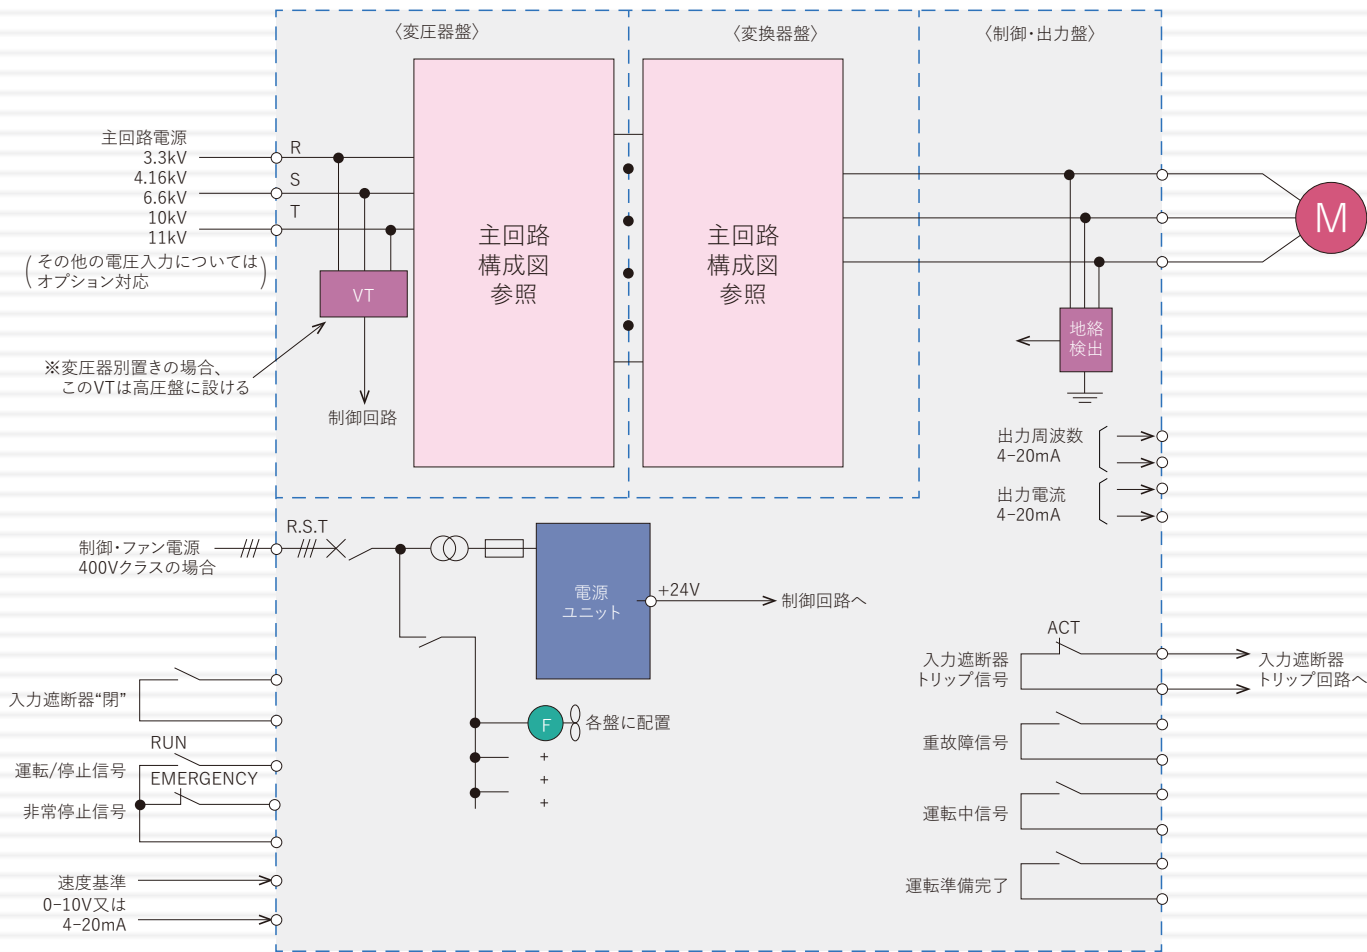 〈変圧器盤〉
〈変換器盤〉
〈制御・出力盤〉
主回路電源
3.3kV
4.16kV
6.6kV
10kV
11kV
(その他の電圧入力については
オプション対応)
R
S
T
VT
※変圧器別置きの場合、
このVTは高圧盤に設ける
制御回路
主回路
構成図
参照
主回路
構成図
参照
M
地絡
検出
出力周波数
4-20mA
出力電流
4-20mA
制御・ファン電源
400Vクラスの場合
R.S.T
電源
ユニット
+24V
制御回路へ
F
各盤に配置
+
+
+
入力遮断器“閉”
RUN
運転/停止信号
EMERGENCY
非常停止信号
速度基準
0-10V又は
4-20mA
ACT
入力遮断器
トリップ信号
入力遮断器
トリップ回路へ
重故障信号
運転中信号
運転準備完了